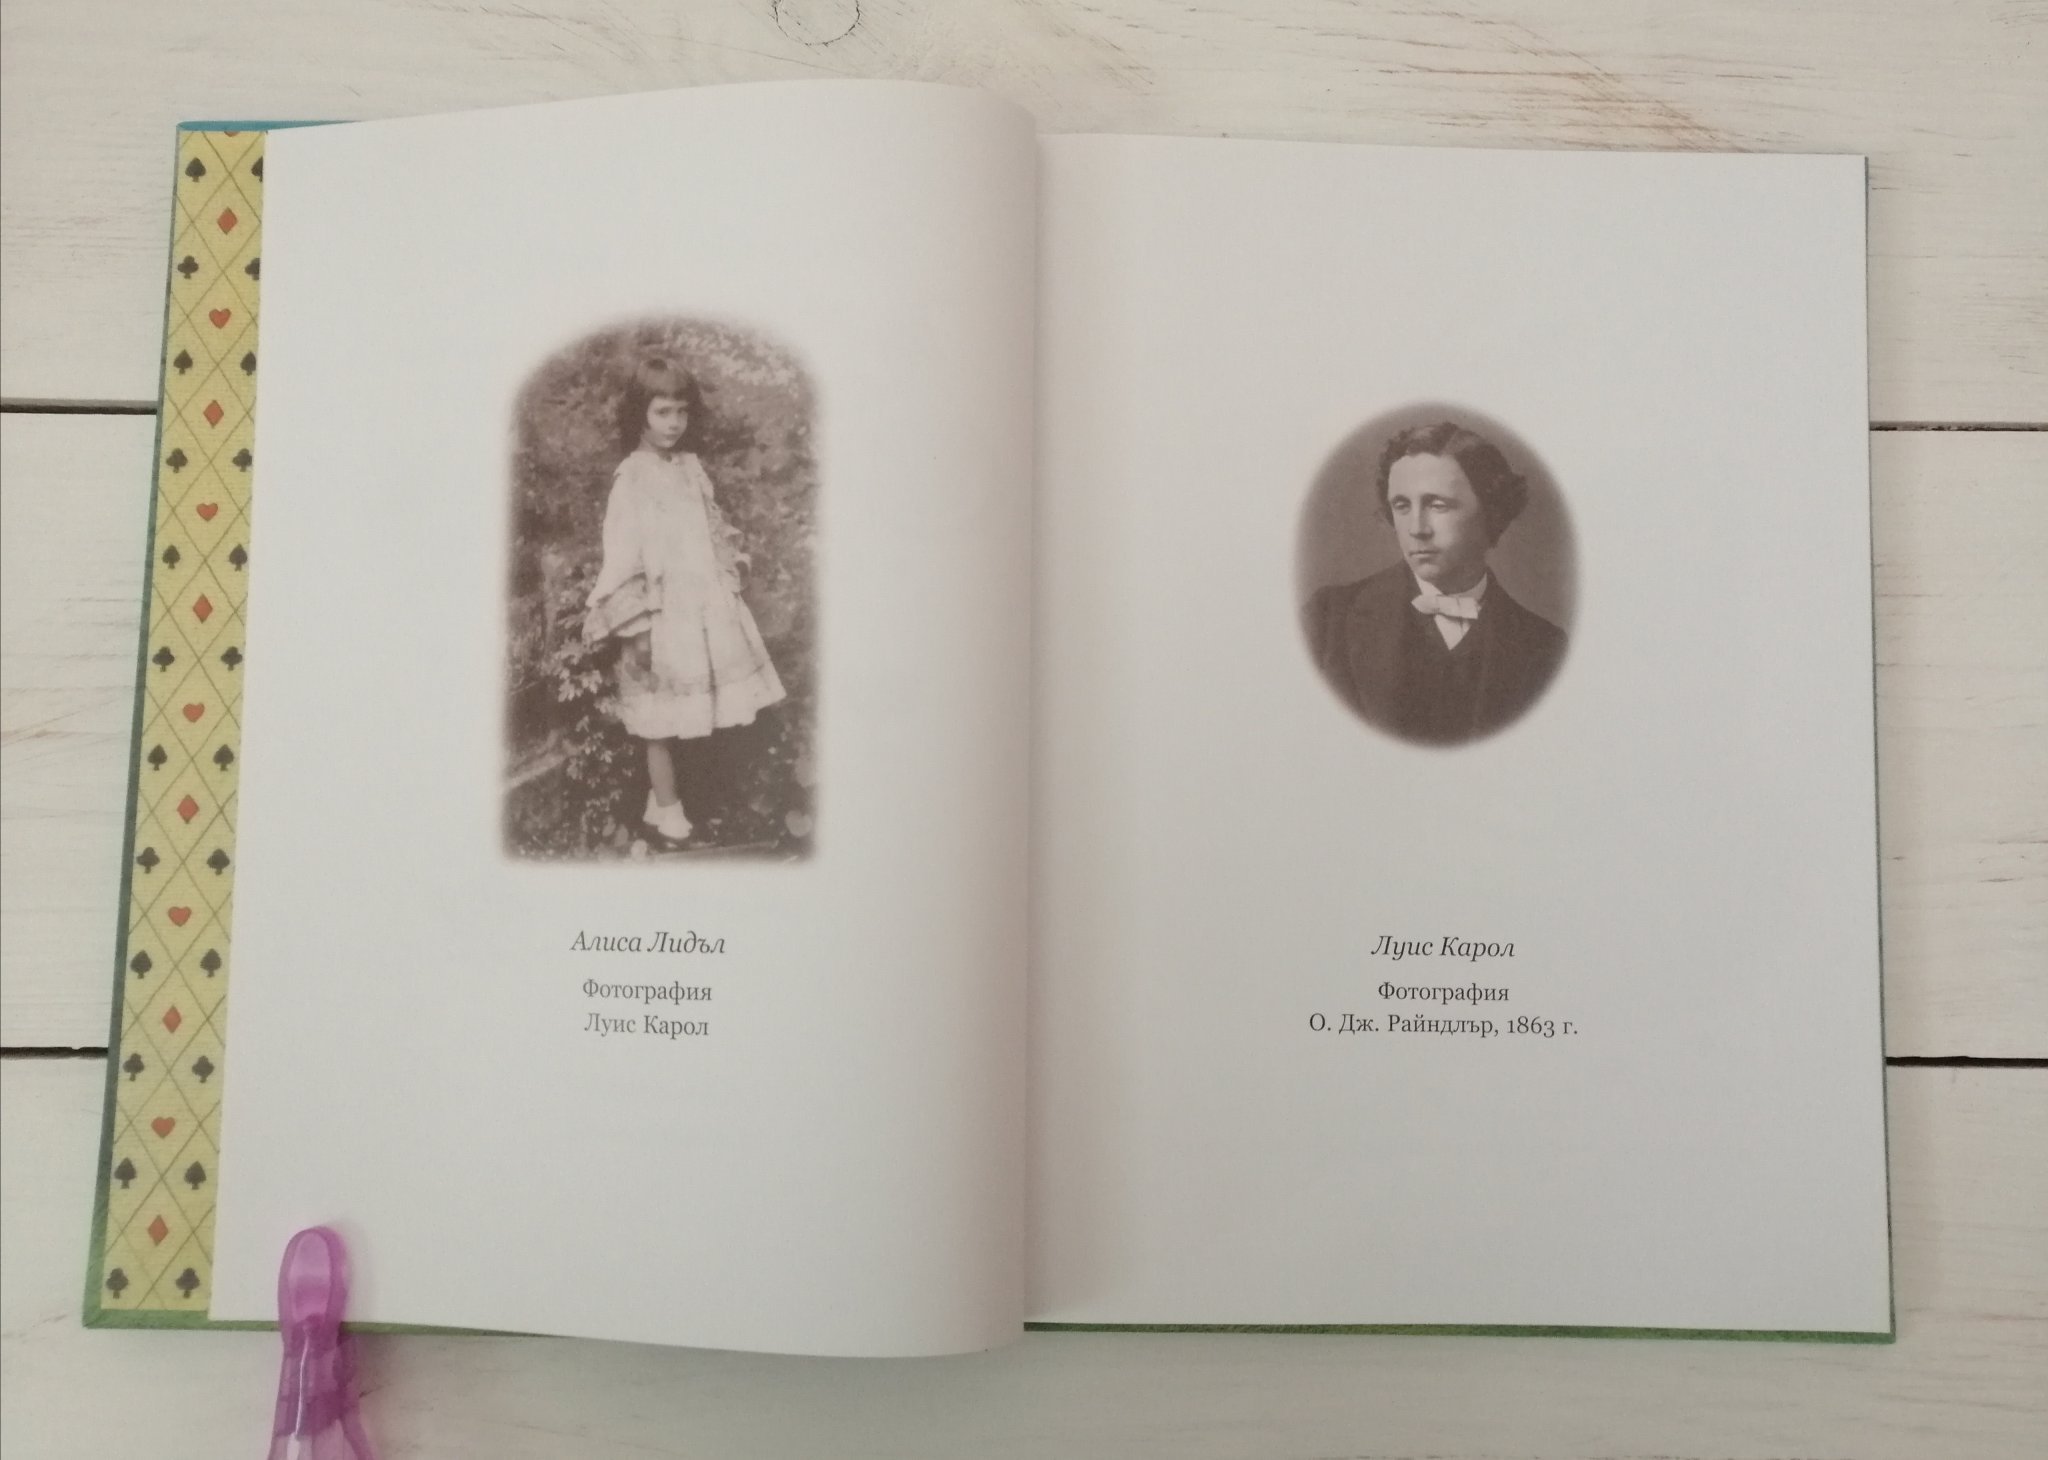 Алиса Лидъл
Фотография
Луис Карол
Луис Карол
Фотография
О. Дж. Райндлър, 1863 г.